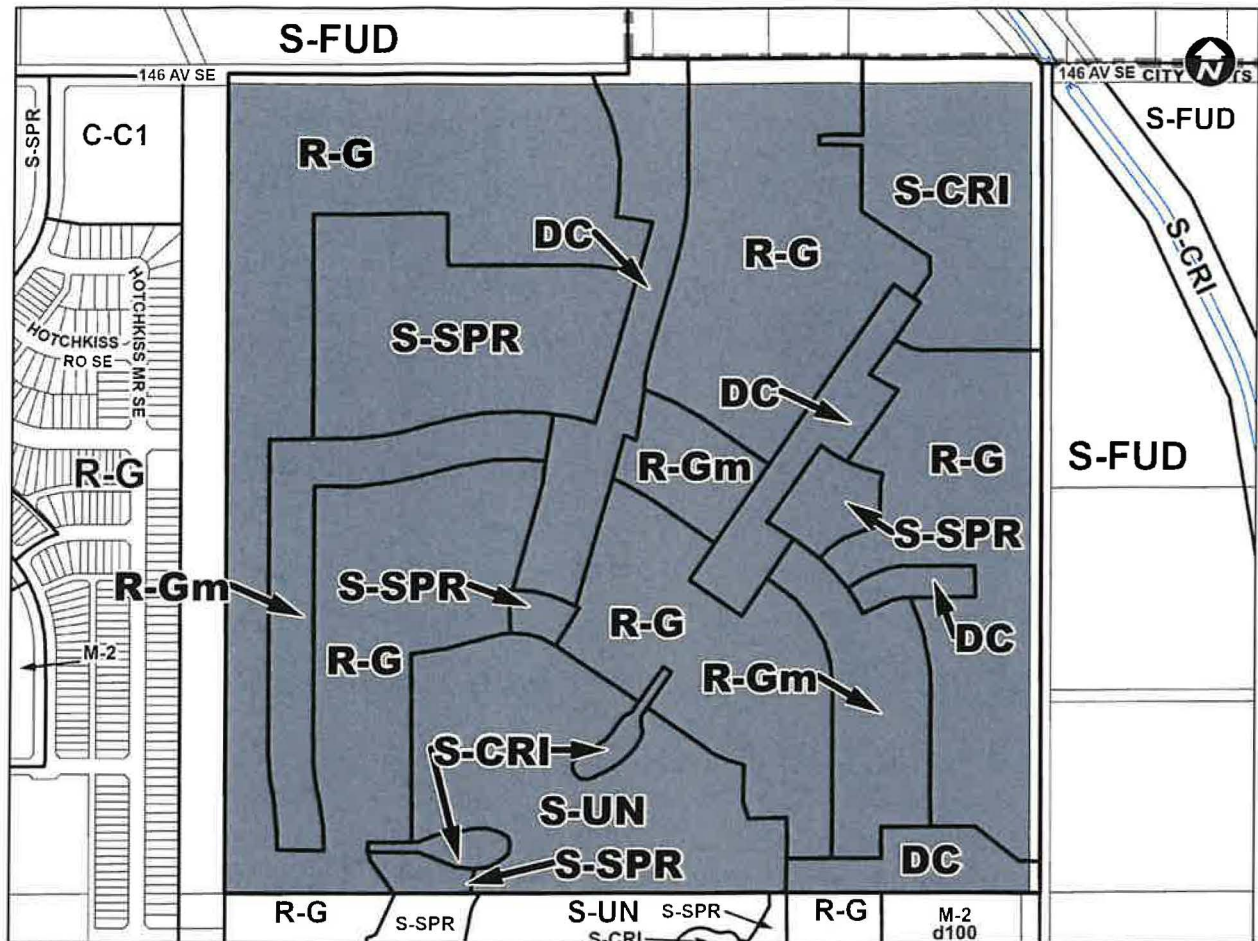 S-FUD
146 AV SE
146 AV SE
CITY
TS
N
S-SPR
C-C1
S-FUD
R-G
S-CRI
DC
R-G
S-CRI
HOTCHKISS MR SE
HOTCHKISS
RO SE
S-SPR
DC
R-G
R-Gm
R-G
S-FUD
S-SPR
R-Gm
S-SPR
R-G
DC
M-2
R-G
R-Gm
S-CRI
S-UN
S-SPR
DC
R-G
S-SPR
S-UN
S-SPR
R-G
M-2
d100
S-CRI